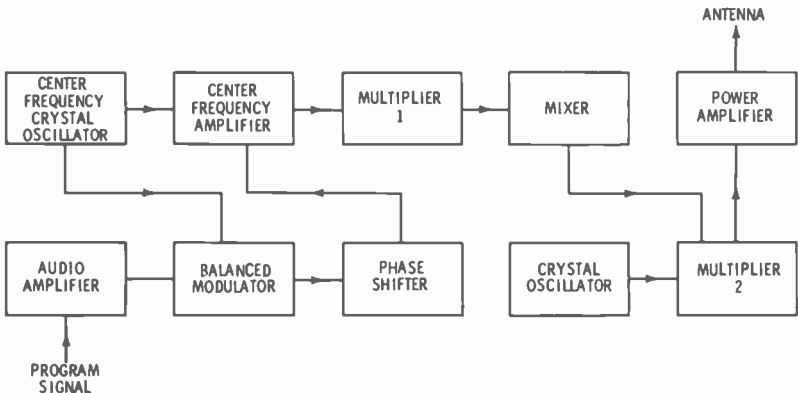 ANTENNA
CENTER
FREQUENCY
CRYSTAL
OSCILLATOR
CENTER
FREQUENCY
AMPLIFIER
MULTIPLIER
1
MIXER
POWER
AMPLIFIER
AUDIO
AMPLIFIER
BALANCED
MODULATOR
PHASE
SHIFTER
CRYSTAL
OSCILLATOR
MULTIPLIER
2
PROGRAM
SIGNAL